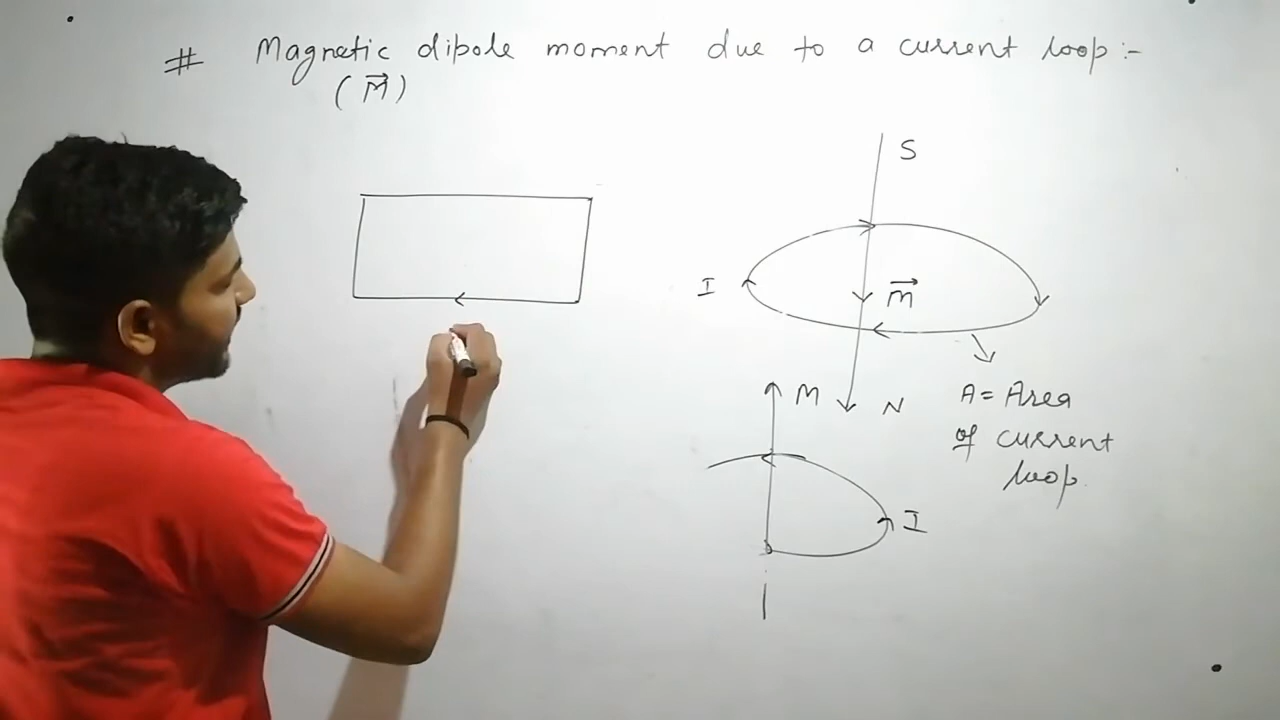 # Magnetic dipole moment due to a current loop :-
(M⃗)
S
I
M⃗
M
N
A = Area
of current
loop.
I